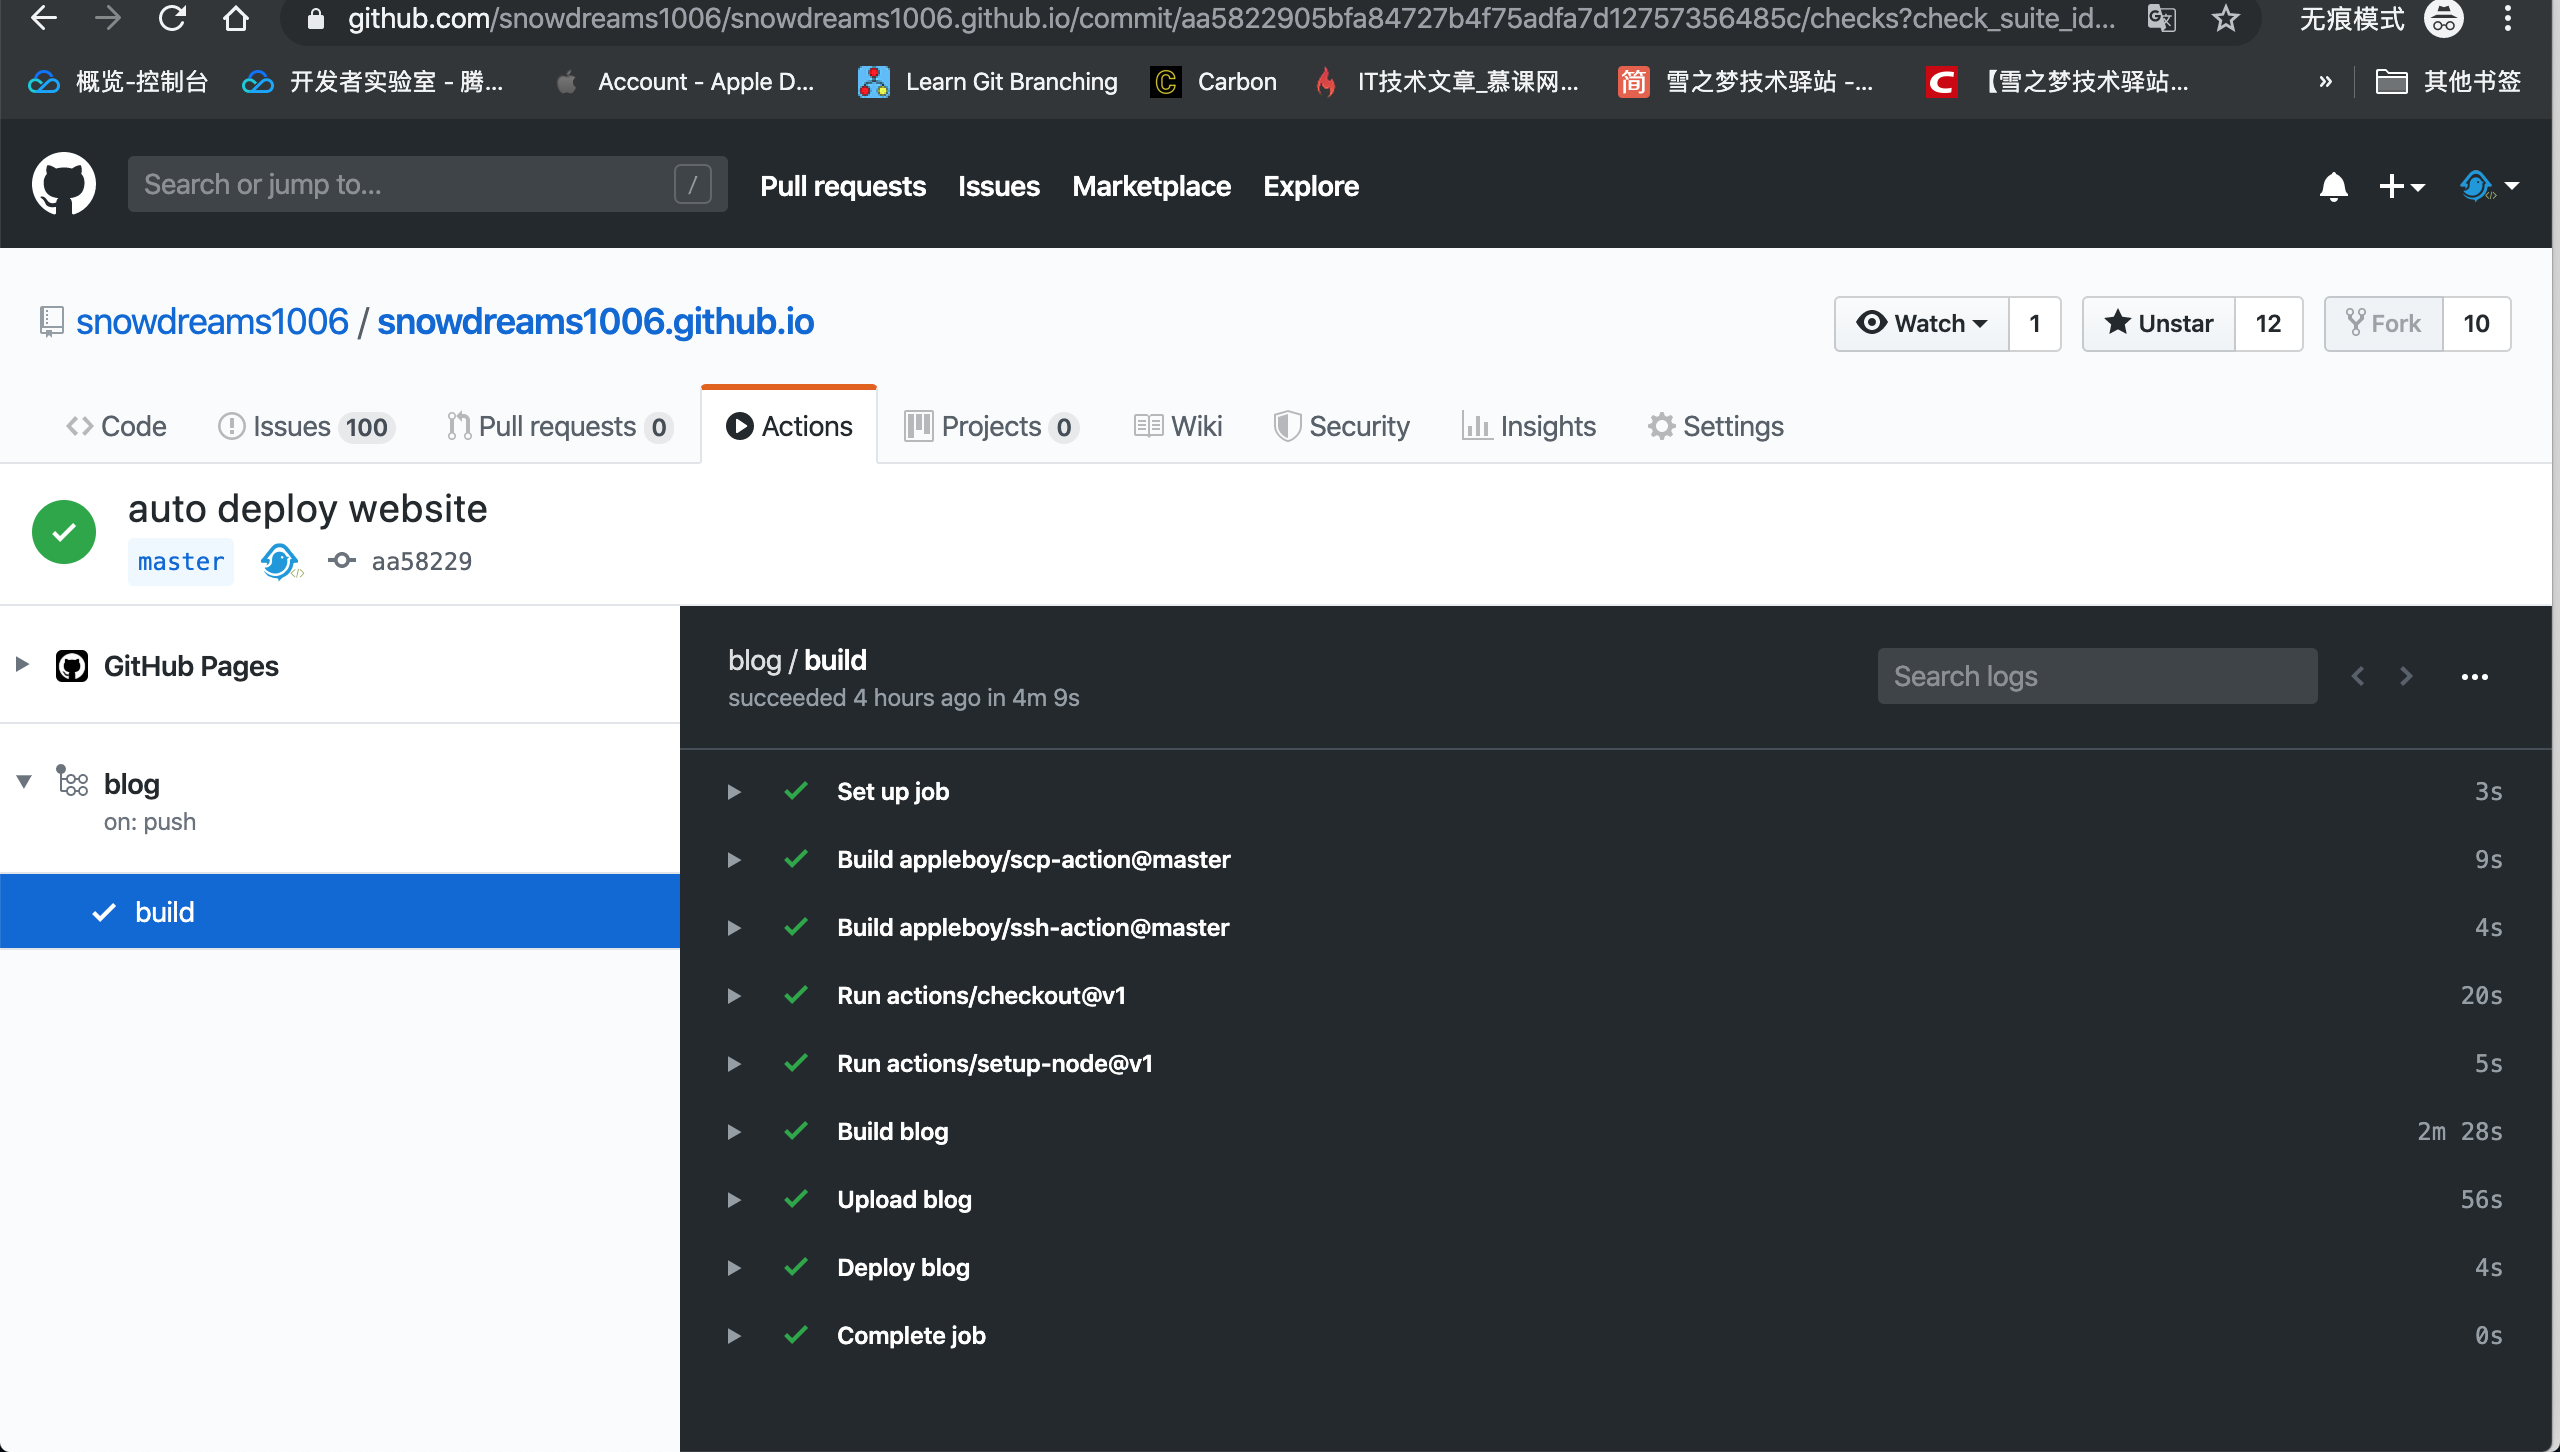 github.com/snowdreams1006/snowdreams1006.github.io/commit/aa5822905bfa84727b4f75adfa7d12757356485c/checks?check_suite_id... 无痕模式
概览-控制台 开发者实验室 - 腾... Account - Apple D... Learn Git Branching Carbon IT技术文章_慕课网... 简 雪之梦技术驿站 -... C 【雪之梦技术驿站... » 其他书签
Search or jump to... / Pull requests Issues Marketplace Explore
snowdreams1006 / snowdreams1006.github.io Watch 1 Unstar 12 Fork 10
Code Issues 100 Pull requests 0 Actions Projects 0 Wiki Security Insights Settings
auto deploy website
master aa58229
GitHub Pages
blog
on: push
build
blog / build
succeeded 4 hours ago in 4m 9s
Search logs
Set up job 3s
Build appleboy/scp-action@master 9s
Build appleboy/ssh-action@master 4s
Run actions/checkout@v1 20s
Run actions/setup-node@v1 5s
Build blog 2m 28s
Upload blog 56s
Deploy blog 4s
Complete job 0s